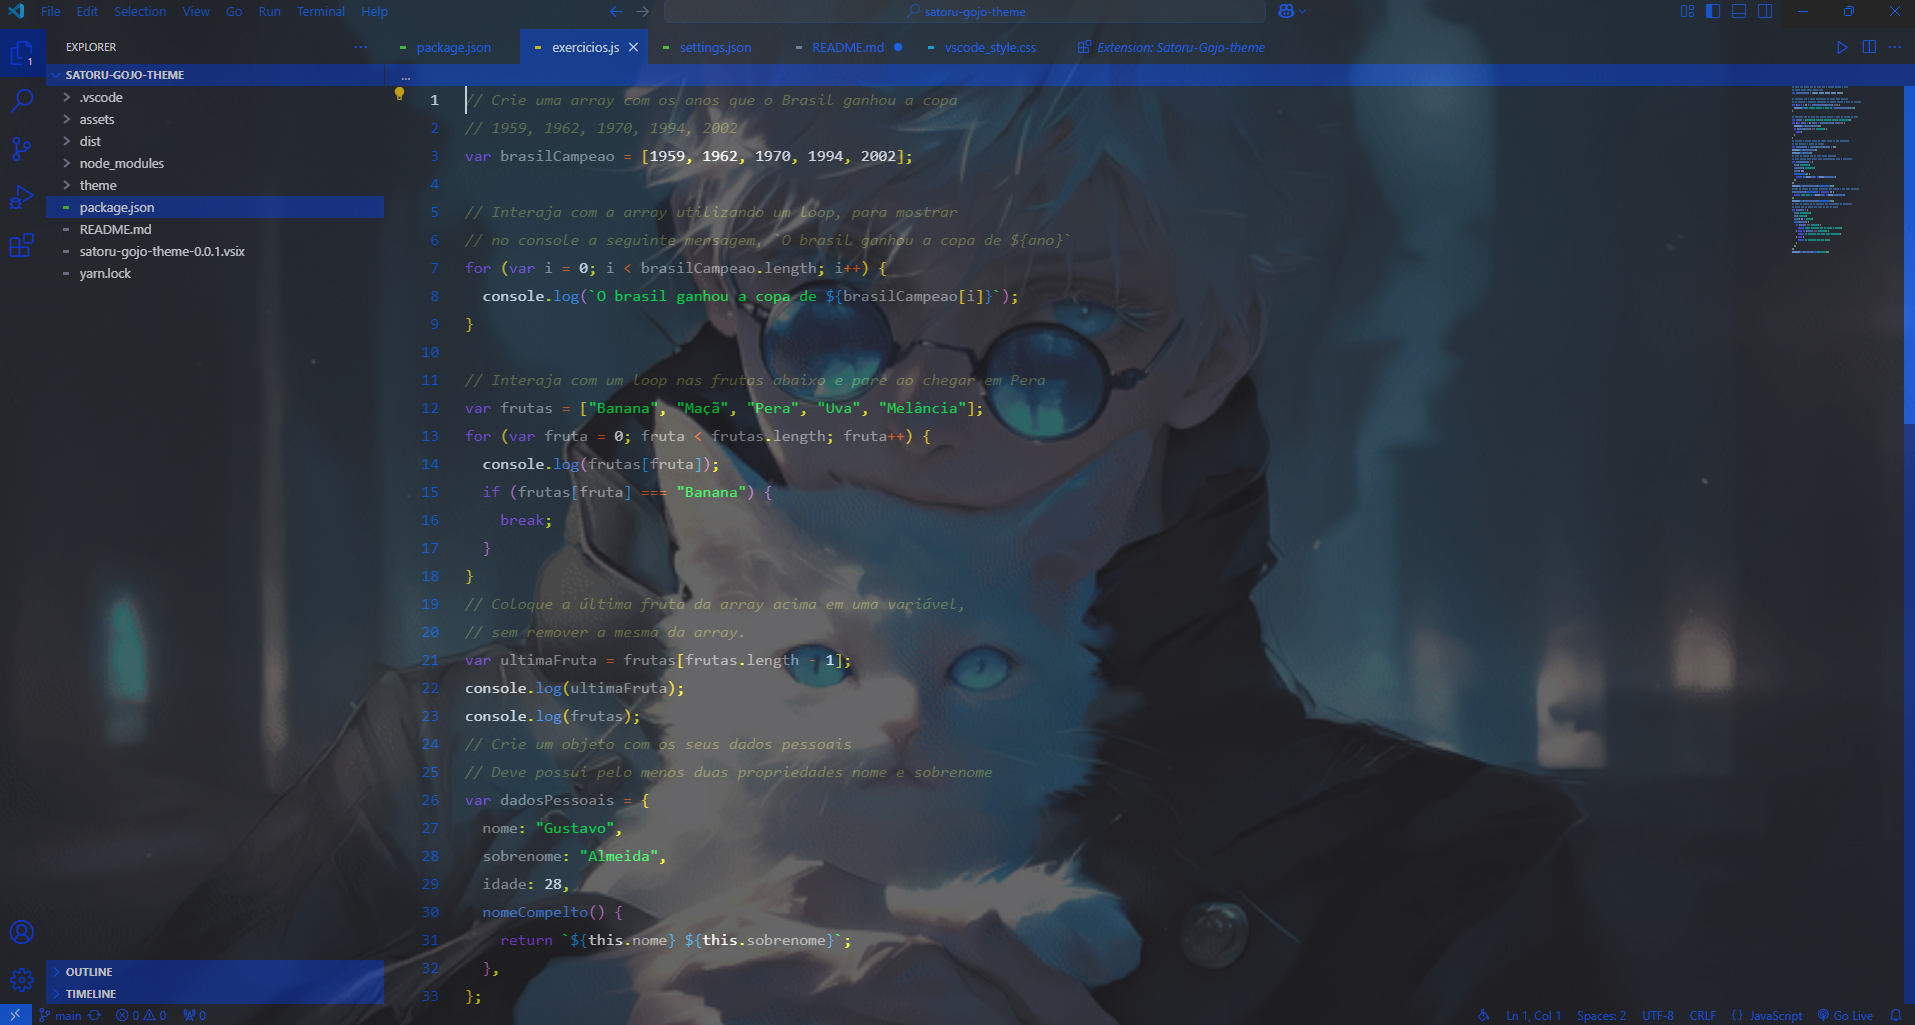 File Edit Selection View Go Run Terminal Help
satoru-gojo-theme
EXPLORER
package.json
exercicios.js
settings.json
README.md
vscode_style.css
Extension: Satoru-Gojo-theme
1
SATORU-GOJO-THEME
...
.vscode
assets
dist
node_modules
theme
package.json
README.md
satoru-gojo-theme-0.0.1.vsix
yarn.lock
1 // Crie uma array com os anos que o Brasil ganhou a copa
2 // 1959, 1962, 1970, 1994, 2002
3 var brasilCampeao = [1959, 1962, 1970, 1994, 2002];
4
5 // Interaja com a array utilizando um loop, para mostrar
6 // no console a seguinte mensagem, `O brasil ganhou a copa de ${ano}`
7 for (var i = 0; i < brasilCampeao.length; i++) {
8 console.log(`O brasil ganhou a copa de ${brasilCampeao[i]}`);
9 }
10
11 // Interaja com um loop nas frutas abaixo e pare ao chegar em Pera
12 var frutas = ["Banana", "Maçã", "Pera", "Uva", "Melância"];
13 for (var fruta = 0; fruta < frutas.length; fruta++) {
14 console.log(frutas[fruta]);
15 if (frutas[fruta] === "Banana") {
16 break;
17 }
18 }
19 // Coloque a última fruta da array acima em uma variável,
20 // sem remover a mesma da array.
21 var ultimaFruta = frutas[frutas.length - 1];
22 console.log(ultimaFruta);
23 console.log(frutas);
24 // Crie um objeto com os seus dados pessoais
25 // Deve possui pelo menos duas propriedades nome e sobrenome
26 var dadosPessoais = {
27 nome: "Gustavo",
28 sobrenome: "Almeida",
29 idade: 28,
30 nomeCompelto() {
31 return `${this.nome} ${this.sobrenome}`;
32 },
33 };
OUTLINE
TIMELINE
main 0 0 0
Ln 1, Col 1 Spaces: 2 UTF-8 CRLF {} JavaScript Go Live